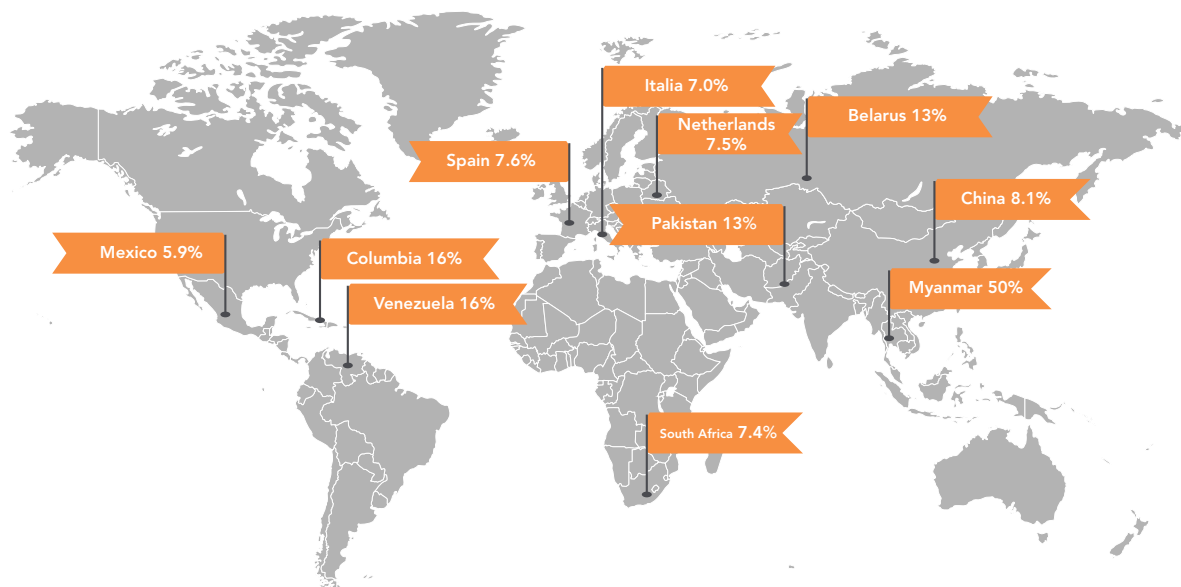 Italia 7.0%
Belarus 13%
Netherlands
7.5%
Spain 7.6%
China 8.1%
Pakistan 13%
Mexico 5.9%
Columbia 16%
Myanmar 50%
Venezuela 16%
South Africa 7.4%